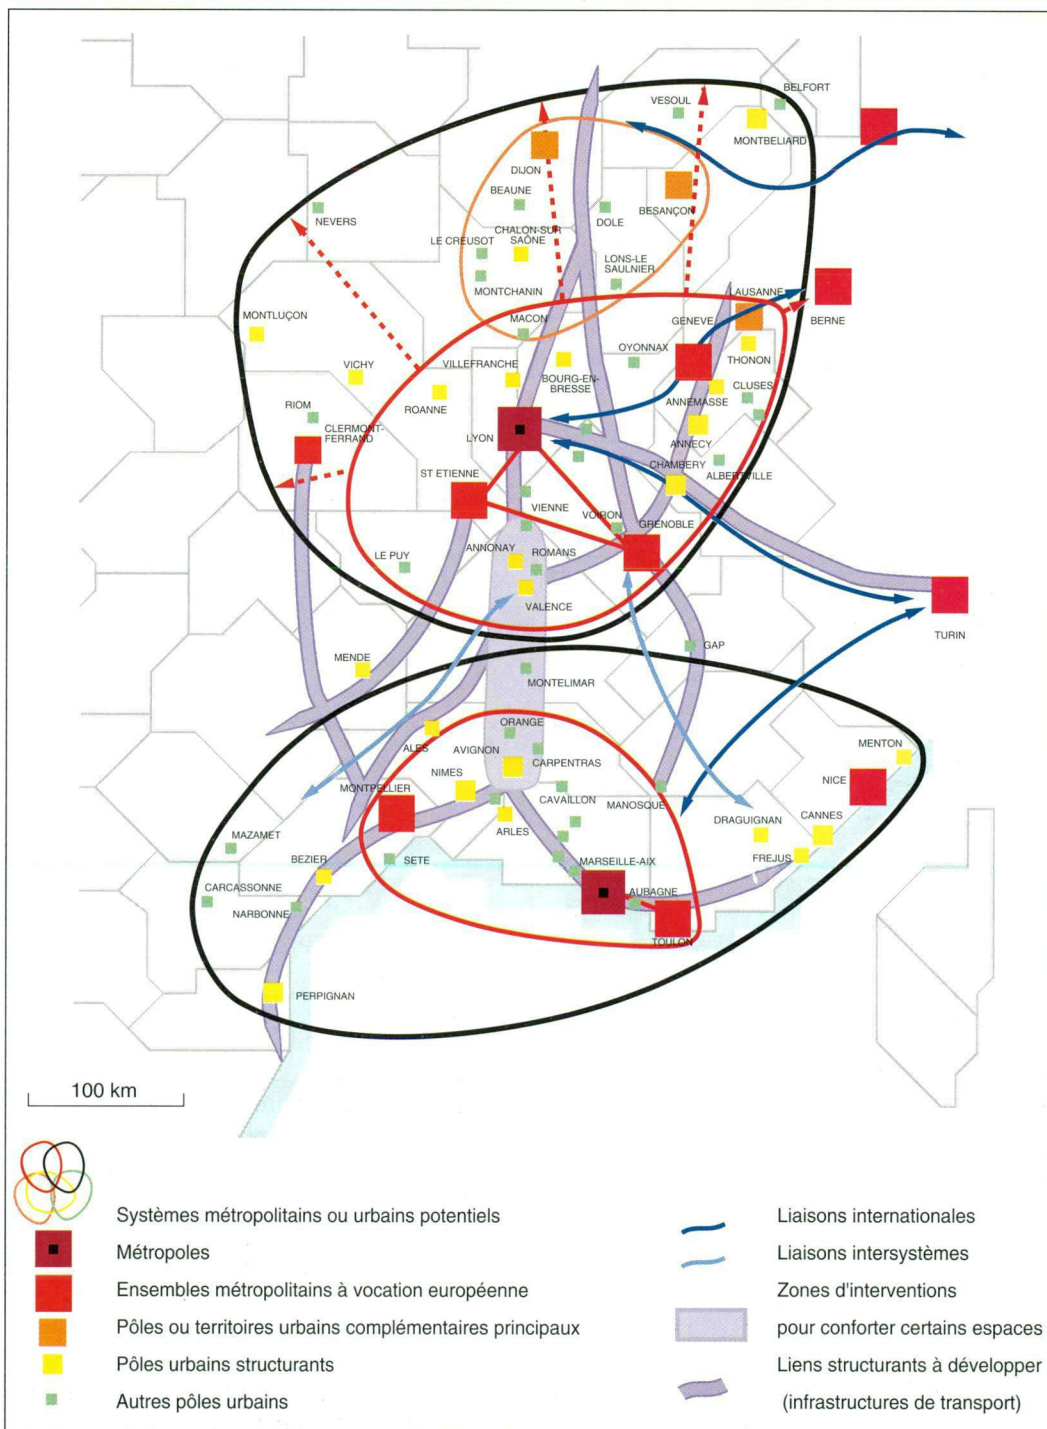 BELFORT
VESOUL
MONTBELIARD
DIJON
BEAUNE
BESANÇON
NEVERS
DOLE
CHALON-SUR
SAÔNE
LE CREUSOT
LONS-LE
SAULNIER
MONTCHANIN
LAUSANNE
MACON
GENEVE
BERNE
MONTLUÇON
OYONNAX
THONON
VICHY
VILLEFRANCHE
BOURG-EN-
BRESSE
CLUSES
ANNEMASSE
RIOM
ROANNE
CLERMONT-
FERRAND
LYON
ANNECY
CHAMBERY
ST ETIENNE
ALBERTVILLE
VIENNE
VOIRON
GRENOBLE
ANNONAY
ROMANS
LE PUY
VALENCE
TURIN
GAP
MENDE
MONTELIMAR
ORANGE
ALES
AVIGNON
MENTON
CARPENTRAS
NIMES
NICE
MONTPELLIER
CAVAILLON
MANOSQUE
CANNES
DRAGUIGNAN
ARLES
MAZAMET
BEZIER
SETE
MARSEILLE-AIX
FREJUS
CARCASSONNE
AUBAGNE
NARBONNE
TOULON
PERPIGNAN
100 km
Systèmes métropolitains ou urbains potentiels
Métropoles
Ensembles métropolitains à vocation européenne
Pôles ou territoires urbains complémentaires principaux
Pôles urbains structurants
Autres pôles urbains
Liaisons internationales
Liaisons intersystèmes
Zones d'interventions
pour conforter certains espaces
Liens structurants à développer
(infrastructures de transport)